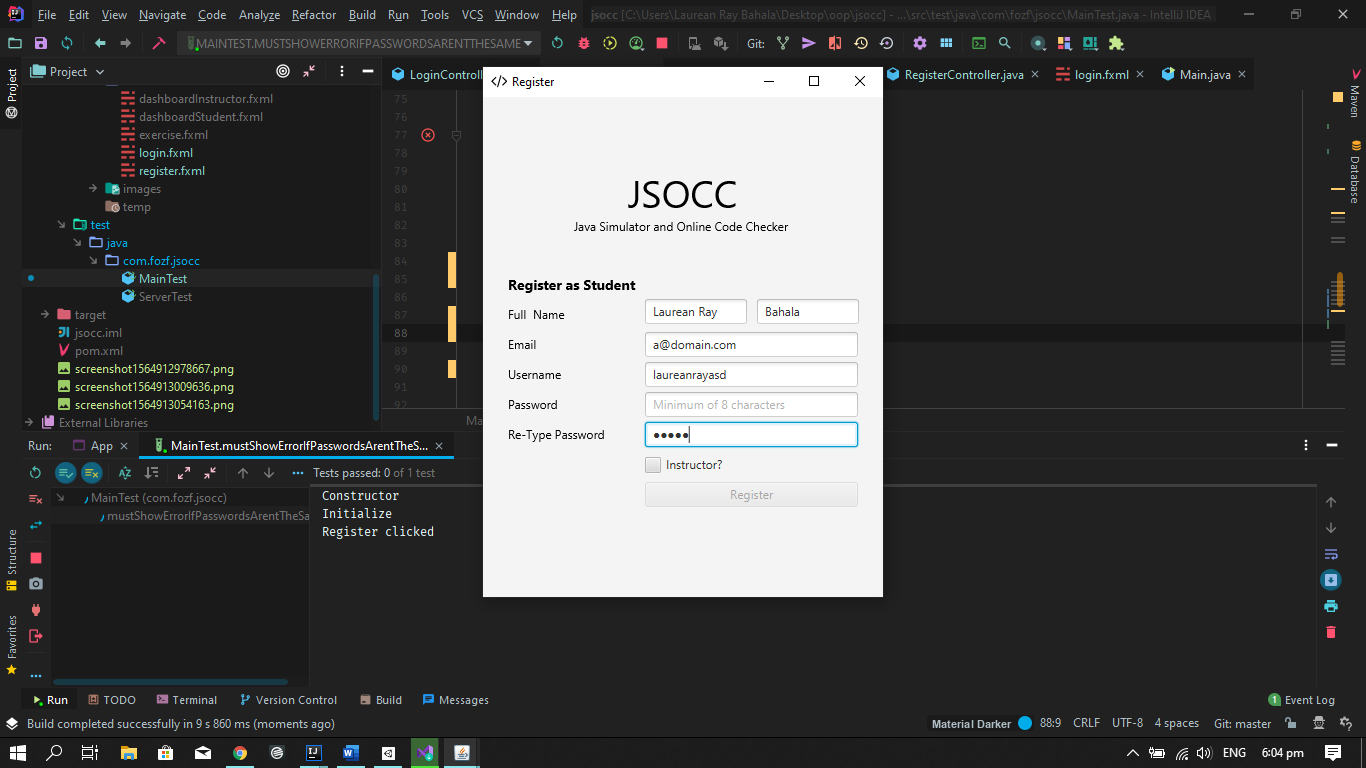 File Edit View Navigate Code Analyze Refactor Build Run Tools VCS Window Help jsocc [C:\Users\Laurean Ray Bahala\Desktop\oop\jsocc] - ...\src\test\java\com\fozf\jsocc\MainTest.java - IntelliJ IDEA
MAINTEST.MUSTSHOWERRORIFPASSWORDSARENTTHESAME Git:
Project LoginControll RegisterController.java login.fxml Main.java
Project
Maven
Database
dashboardInstructor.fxml
dashboardStudent.fxml
exercise.fxml
login.fxml
register.fxml
images
temp
test
java
com.fozf.jsocc
MainTest
ServerTest
target
jsocc.iml
pom.xml
screenshot1564912978667.png
screenshot1564913009636.png
screenshot1564913054163.png
External Libraries
75
76
77
78
79
80
81
82
83
84
85
86
87
88
89
90
91
92
Ma
Register
JSOCC
Java Simulator and Online Code Checker
Register as Student
Full Name Laurean Ray Bahala
Email a@domain.com
Username laureanrayasd
Password Minimum of 8 characters
Re-Type Password ●●●●●
Instructor?
Register
Run: App MainTest.mustShowErrorIfPasswordsArentTheS...
Tests passed: 0 of 1 test
MainTest (com.fozf.jsocc)
mustShowErrorIfPasswordsArentTheSa
Constructor
Initialize
Register clicked
Structure
Favorites
Run TODO Terminal Version Control Build Messages 1 Event Log
Build completed successfully in 9 s 860 ms (moments ago) Material Darker 88:9 CRLF UTF-8 4 spaces Git: master
ENG 6:04 pm